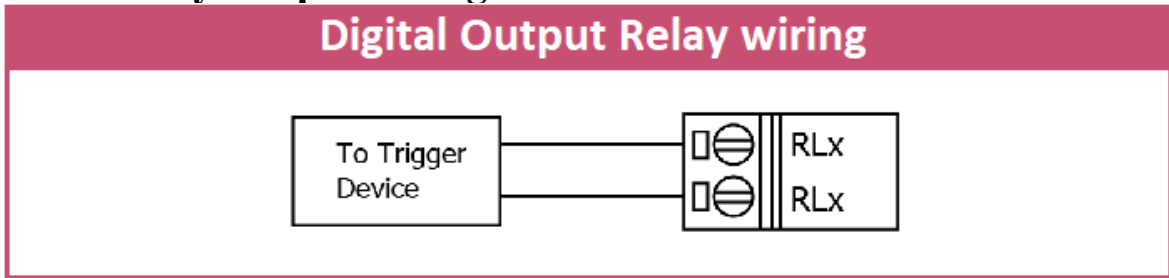 Digital Output Relay wiring
To Trigger
Device
RLx
RLx